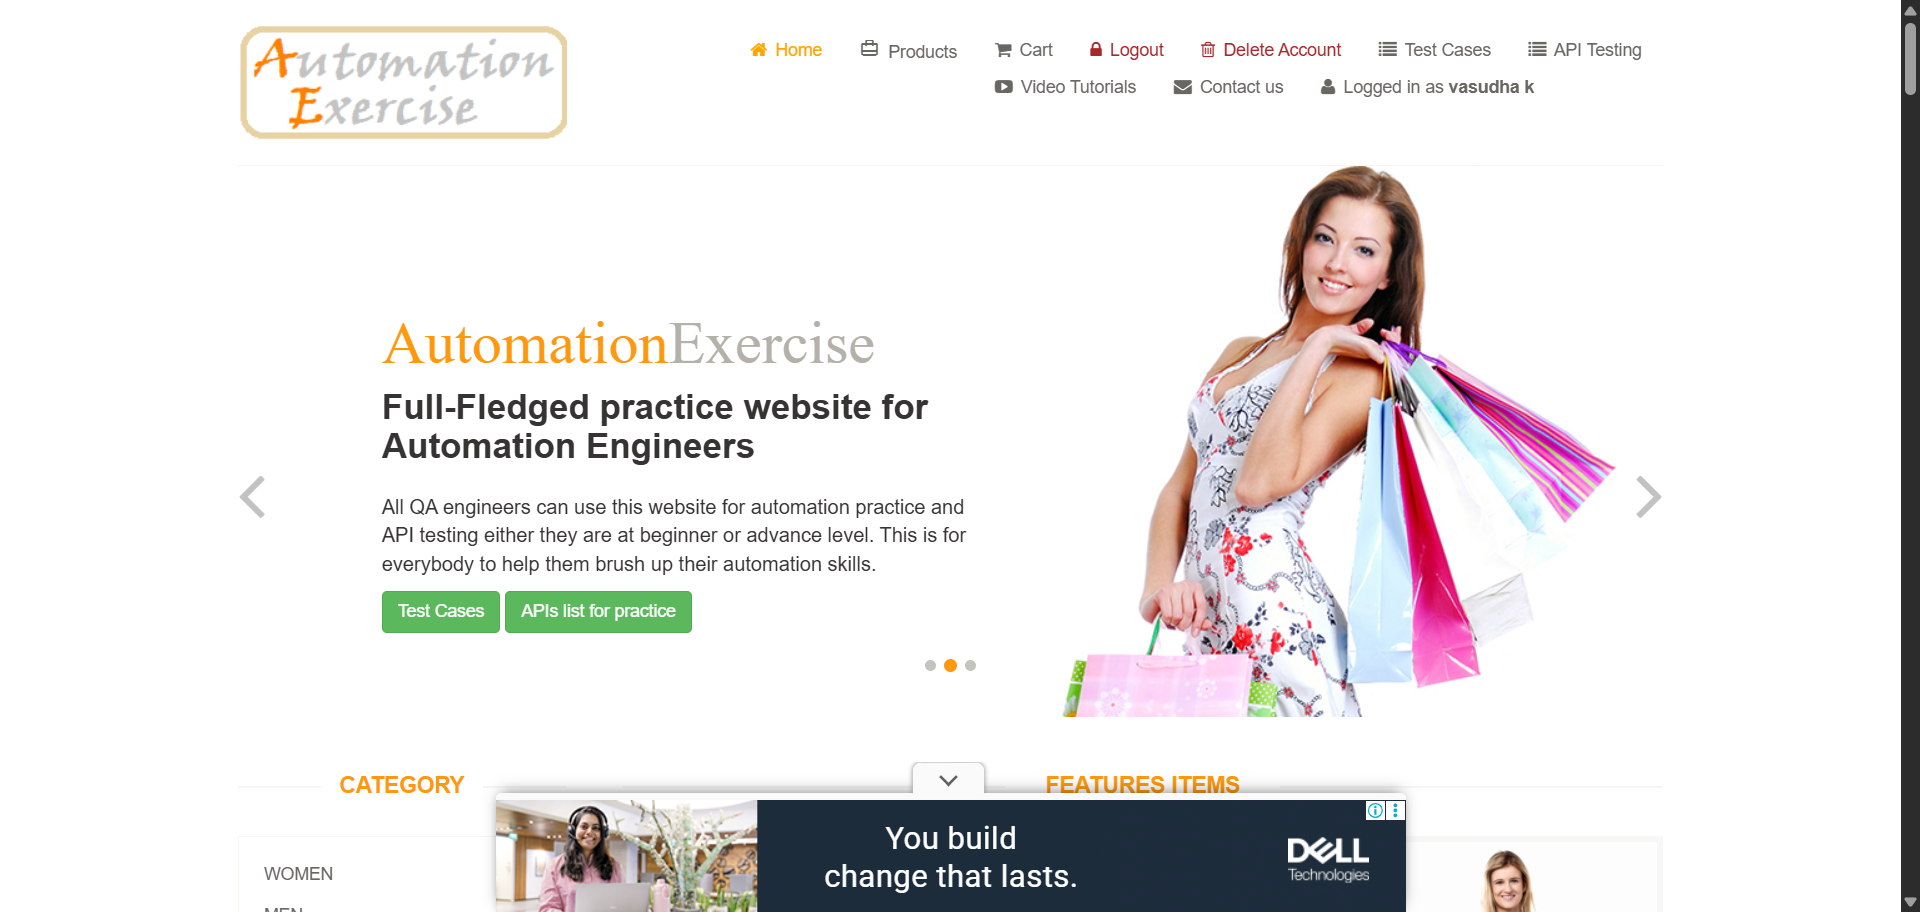 Automation
Exercise
Home Products Cart Logout Delete Account Test Cases API Testing
Video Tutorials Contact us Logged in as vasudha k
AutomationExercise
Full-Fledged practice website for
Automation Engineers
All QA engineers can use this website for automation practice and
API testing either they are at beginner or advance level. This is for
everybody to help them brush up their automation skills.
Test Cases APIs list for practice
CATEGORY FEATURES ITEMS
You build
change that lasts.
DELL
Technologies
WOMEN
MEN